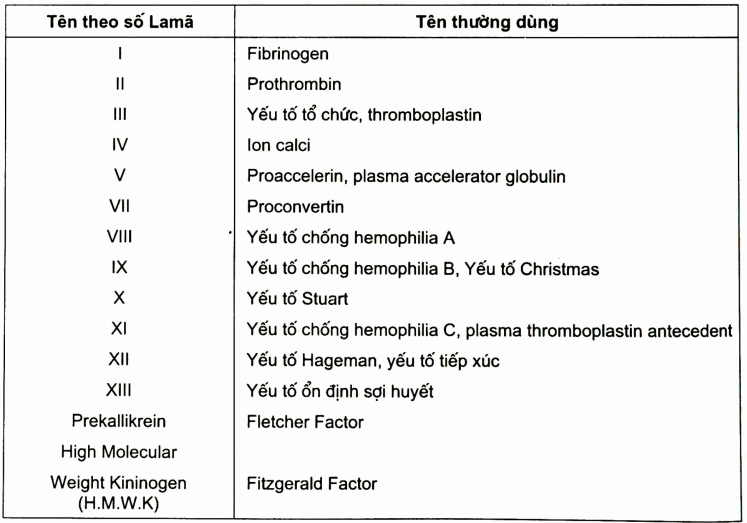 Tên theo số Lamã Tên thường dùng
I Fibrinogen
II Prothrombin
III Yếu tố tổ chức, thromboplastin
IV Ion calci
V Proaccelerin, plasma accelerator globulin
VII Proconvertin
VIII Yếu tố chống hemophilia A
IX Yếu tố chống hemophilia B, Yếu tố Christmas
X Yếu tố Stuart
XI Yếu tố chống hemophilia C, plasma thromboplastin antecedent
XII Yếu tố Hageman, yếu tố tiếp xúc
XIII Yếu tố ổn định sợi huyết
Prekallikrein Fletcher Factor
High Molecular
Weight Kininogen Fitzgerald Factor
(H.M.W.K)